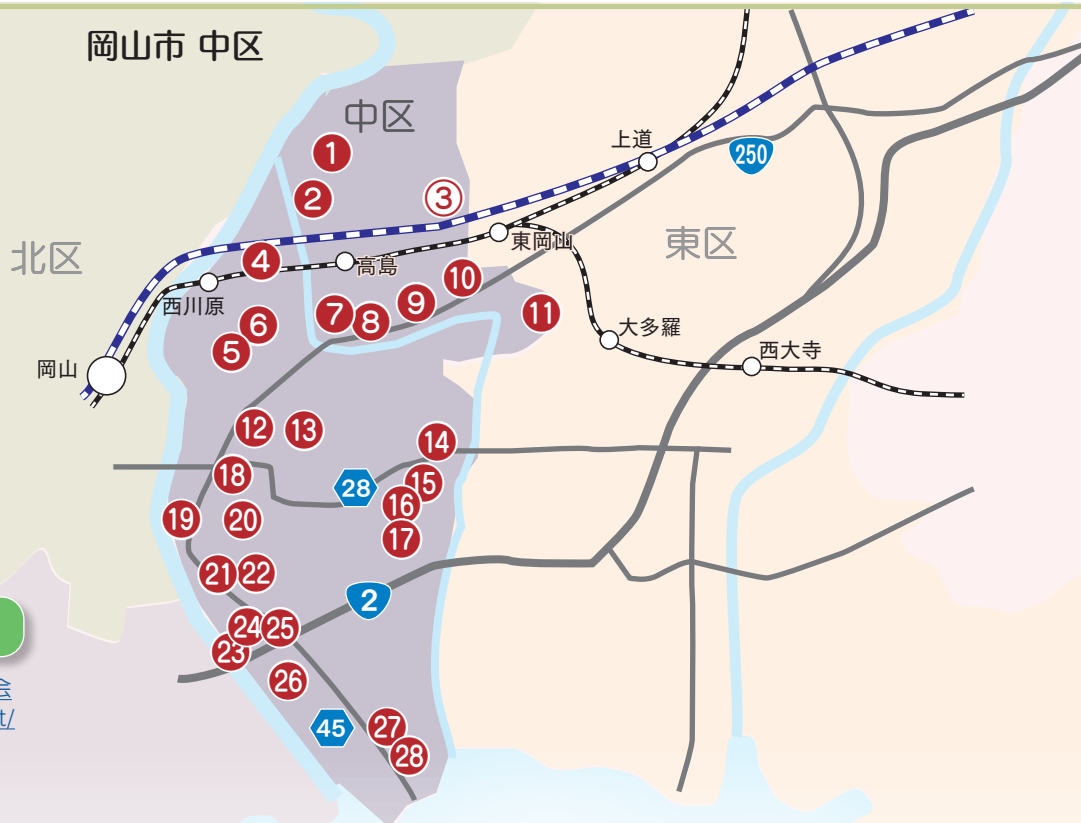 岡山市 中区
中区
①
上道
250
②
③
東岡山
東区
北区
④
高島
⑩
西川原
⑨
⑪
⑦
⑧
⑥
大多羅
⑤
西大寺
岡山
⑫
⑬
⑭
⑱
28
⑮
⑯
⑲
⑳
⑰
㉑
㉒
2
㉔
㉕
㉓
会
㉖
t/
45
㉗
㉘